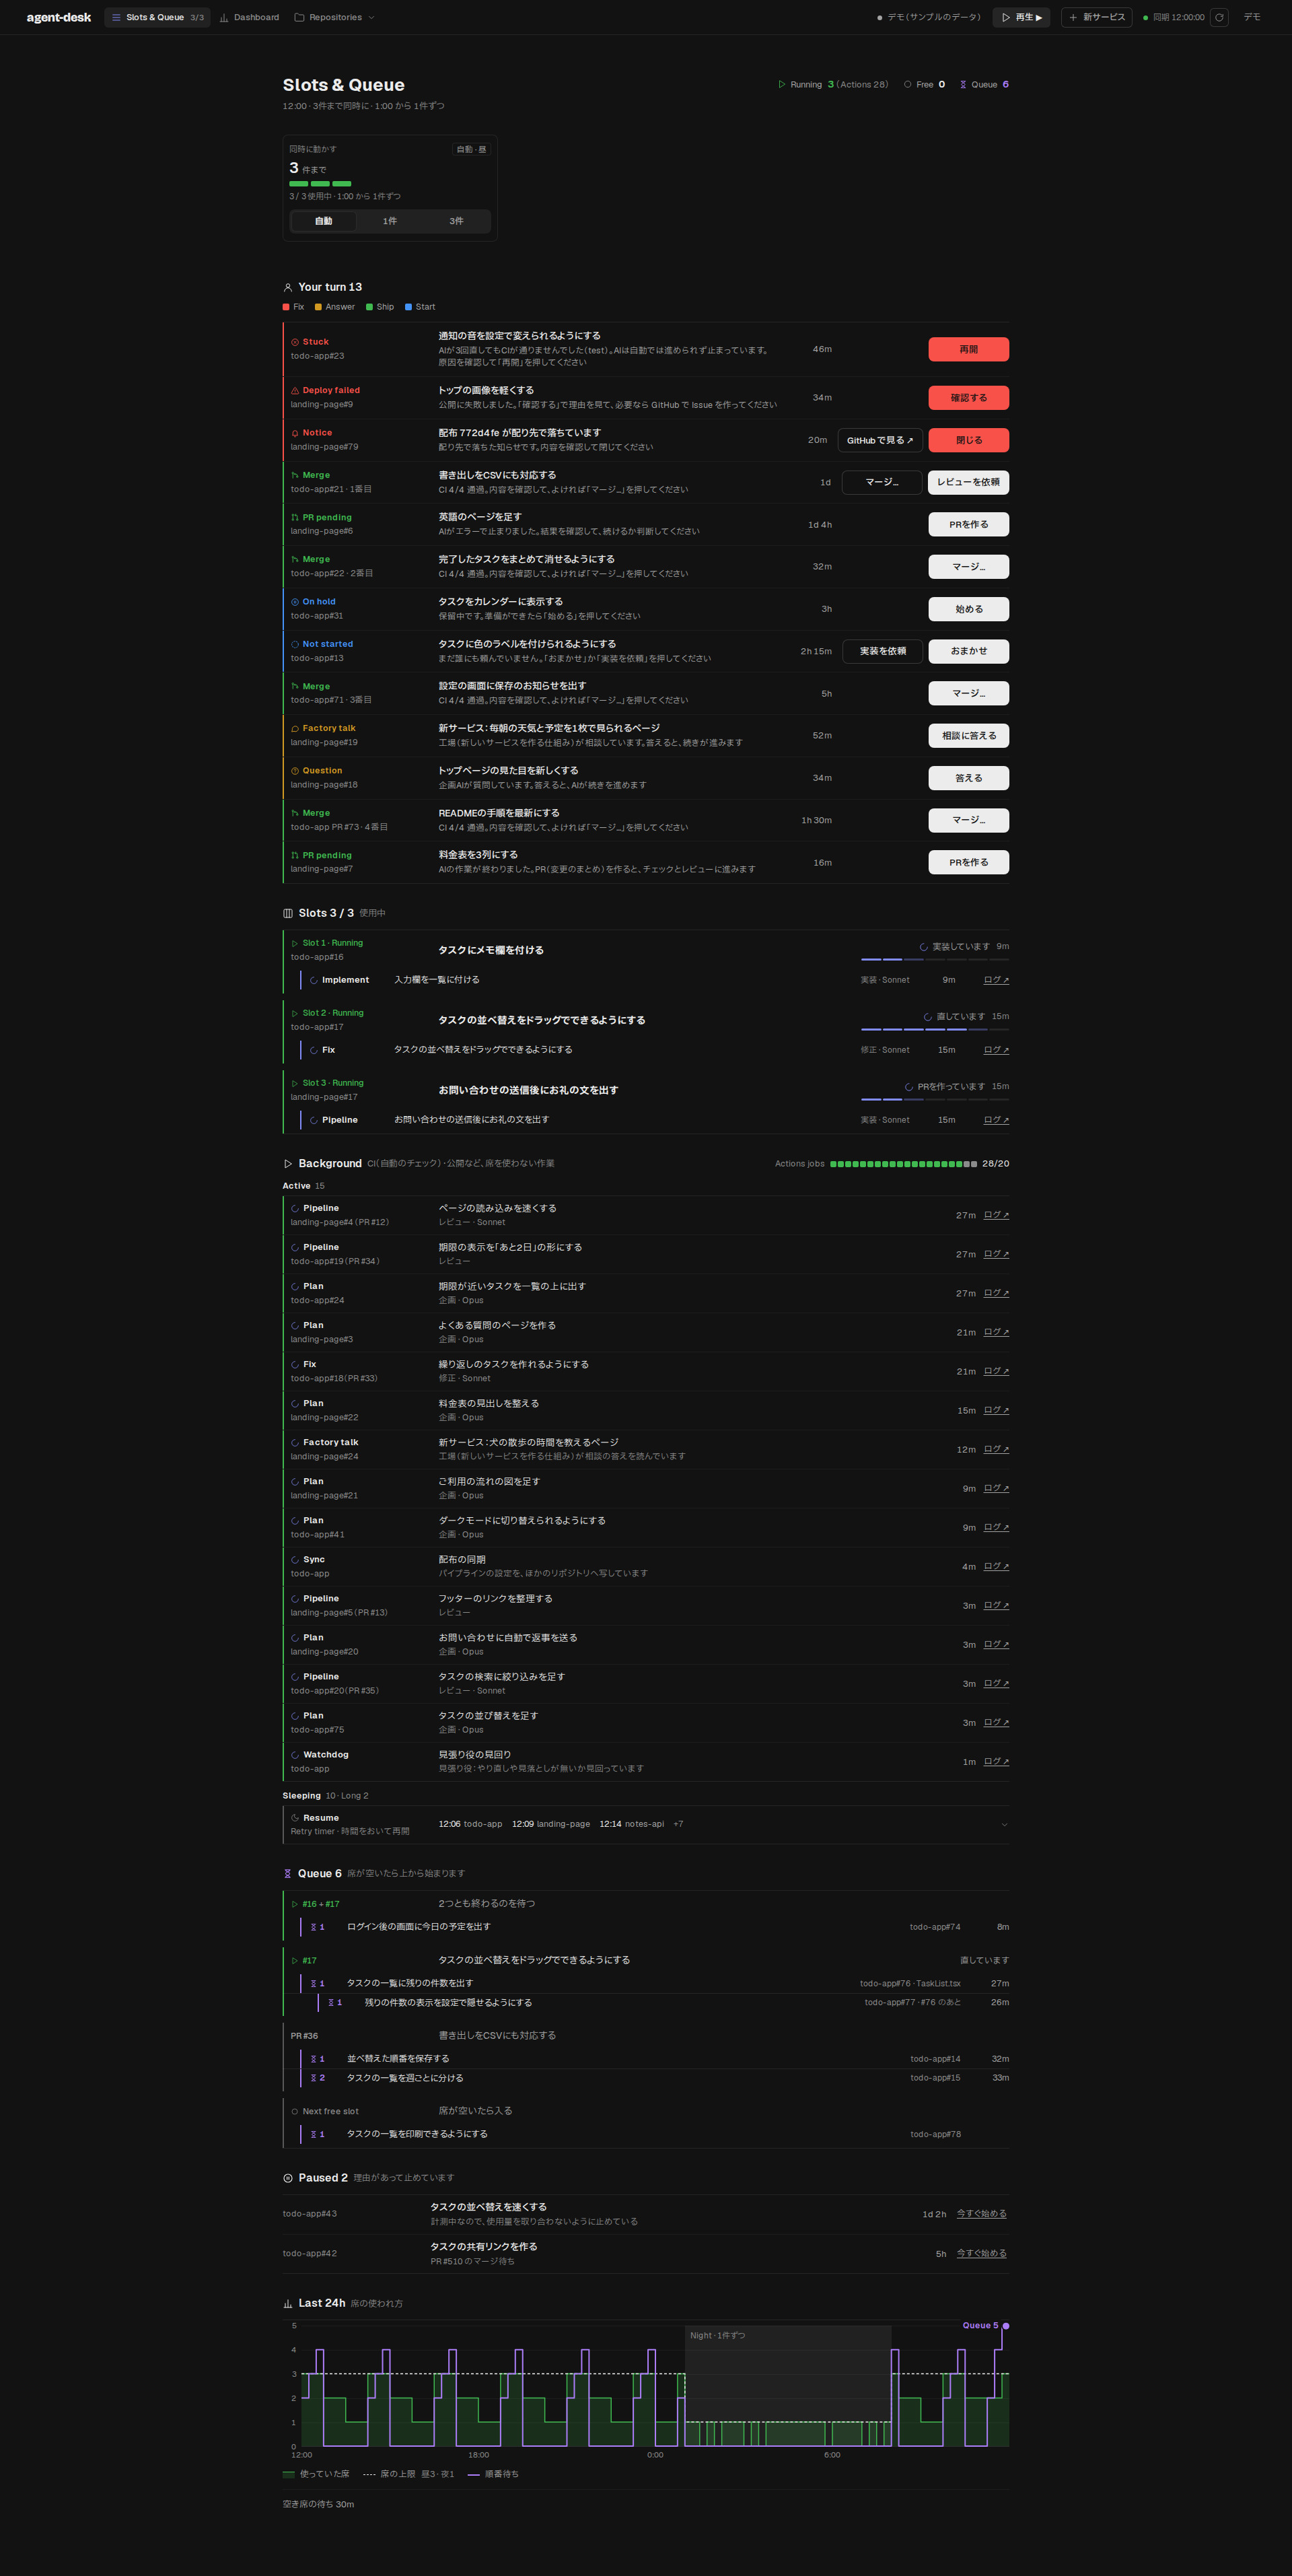 agent-desk Slots & Queue 3/3 Dashboard Repositories デモ(サンプルのデータ) 再生 ▶ 新サービス 同期 12:00:00 デモ
Slots & Queue
Running 3 (Actions 28) Free 0 Queue 6
12:00 · 3件まで同時に · 1:00 から 1件ずつ
同時に動かす 自動 · 昼
3 件まで
3 / 3 使用中 · 1:00 から 1件ずつ
自動 1件 3件
Your turn 13
Fix Answer Ship Start
Stuck
todo-app#23
通知の音を設定で変えられるようにする
AIが3回直してもCIが通りませんでした(test)。AIは自動では進められず止まっています。
原因を確認して「再開」を押してください
46m 再開
Deploy failed
landing-page#9
トップの画像を軽くする
公開に失敗しました。「確認する」で理由を見て、必要なら GitHub で Issue を作ってください
34m 確認する
Notice
landing-page#79
配布 772d4fe が配り先で落ちています
配り先で落ちた知らせです。内容を確認して閉じてください
20m GitHubで見る ↗ 閉じる
Merge
todo-app#21 · 1番目
書き出しをCSVにも対応する
CI 4/4 通過。内容を確認して、よければ「マージ…」を押してください
1d マージ… レビューを依頼
PR pending
landing-page#6
英語のページを足す
AIがエラーで止まりました。結果を確認して、続けるか判断してください
1d 4h PRを作る
Merge
todo-app#22 · 2番目
完了したタスクをまとめて消せるようにする
CI 4/4 通過。内容を確認して、よければ「マージ…」を押してください
32m マージ…
On hold
todo-app#31
タスクをカレンダーに表示する
保留中です。準備ができたら「始める」を押してください
3h 始める
Not started
todo-app#13
タスクに色のラベルを付けられるようにする
まだ誰にも頼んでいません。「おまかせ」か「実装を依頼」を押してください
2h 15m 実装を依頼 おまかせ
Merge
todo-app#71 · 3番目
設定の画面に保存のお知らせを出す
CI 4/4 通過。内容を確認して、よければ「マージ…」を押してください
5h マージ…
Factory talk
landing-page#19
新サービス：毎朝の天気と予定を1枚で見られるページ
工場(新しいサービスを作る仕組み)が相談しています。答えると、続きが進みます
52m 相談に答える
Question
landing-page#18
トップページの見た目を新しくする
企画AIが質問しています。答えると、AIが続きを進めます
34m 答える
Merge
todo-app PR #73 · 4番目
READMEの手順を最新にする
CI 4/4 通過。内容を確認して、よければ「マージ…」を押してください
1h 30m マージ…
PR pending
landing-page#7
料金表を3列にする
AIの作業が終わりました。PR(変更のまとめ)を作ると、チェックとレビューに進みます
16m PRを作る
Slots 3 / 3 使用中
Slot 1 · Running
todo-app#16
タスクにメモ欄を付ける
実装しています 9m
Implement 入力欄を一覧に付ける 実装 · Sonnet 9m ログ ↗
Slot 2 · Running
todo-app#17
タスクの並べ替えをドラッグでできるようにする
直しています 15m
Fix タスクの並べ替えをドラッグでできるようにする 修正 · Sonnet 15m ログ ↗
Slot 3 · Running
landing-page#17
お問い合わせの送信後にお礼の文を出す
PRを作っています 15m
Pipeline お問い合わせの送信後にお礼の文を出す 実装 · Sonnet 15m ログ ↗
Background CI(自動のチェック)・公開など、席を使わない作業 Actions jobs 28/20
Active 15
Pipeline
landing-page#4 (PR #12)
ページの読み込みを速くする
レビュー · Sonnet
27m ログ ↗
Pipeline
todo-app#19 (PR #34)
期限の表示を「あと2日」の形にする
レビュー
27m ログ ↗
Plan
todo-app#24
期限が近いタスクを一覧の上に出す
企画 · Opus
27m ログ ↗
Plan
landing-page#3
よくある質問のページを作る
企画 · Opus
21m ログ ↗
Fix
todo-app#18 (PR #33)
繰り返しのタスクを作れるようにする
修正 · Sonnet
21m ログ ↗
Plan
landing-page#22
料金表の見出しを整える
企画 · Opus
15m ログ ↗
Factory talk
landing-page#24
新サービス：犬の散歩の時間を教えるページ
工場(新しいサービスを作る仕組み)が相談の答えを読んでいます
12m ログ ↗
Plan
landing-page#21
ご利用の流れの図を足す
企画 · Opus
9m ログ ↗
Plan
todo-app#41
ダークモードに切り替えられるようにする
企画 · Opus
9m ログ ↗
Sync
todo-app
配布の同期
パイプラインの設定を、ほかのリポジトリへ写しています
4m ログ ↗
Pipeline
landing-page#5 (PR #13)
フッターのリンクを整理する
レビュー
3m ログ ↗
Plan
landing-page#20
お問い合わせに自動で返事を送る
企画 · Opus
3m ログ ↗
Pipeline
todo-app#20 (PR #35)
タスクの検索に絞り込みを足す
レビュー · Sonnet
3m ログ ↗
Plan
todo-app#75
タスクの並び替えを足す
企画 · Opus
3m ログ ↗
Watchdog
todo-app
見張り役の見回り
見張り役：やり直しや見落としが無いか見回っています
1m ログ ↗
Sleeping 10 · Long 2
Resume
Retry timer · 時間をおいて再開
12:06 todo-app 12:09 landing-page 12:14 notes-api +7
Queue 6 席が空いたら上から始まります
#16 + #17 2つとも終わるのを待つ
1 ログイン後の画面に今日の予定を出す todo-app#74 8m
#17 タスクの並べ替えをドラッグでできるようにする 直しています
1 タスクの一覧に残りの件数を出す todo-app#76 · TaskList.tsx 27m
1 残りの件数の表示を設定で隠せるようにする todo-app#77 · #76 のあと 26m
PR #36 書き出しをCSVにも対応する
1 並べ替えた順番を保存する todo-app#14 32m
2 タスクの一覧を週ごとに分ける todo-app#15 33m
Next free slot 席が空いたら入る
1 タスクの一覧を印刷できるようにする todo-app#78
Paused 2 理由があって止めています
todo-app#43
タスクの並べ替えを速くする
計測中なので、使用量を取り合わないように止めている
1d 2h 今すぐ始める
todo-app#42
タスクの共有リンクを作る
PR #510 のマージ待ち
5h 今すぐ始める
Last 24h 席の使われ方
Queue 5
Night · 1件ずつ
5
4
3
2
1
0
12:00 18:00 0:00 6:00
使っていた席 席の上限 昼3 · 夜1 順番待ち
空き席の待ち 30m